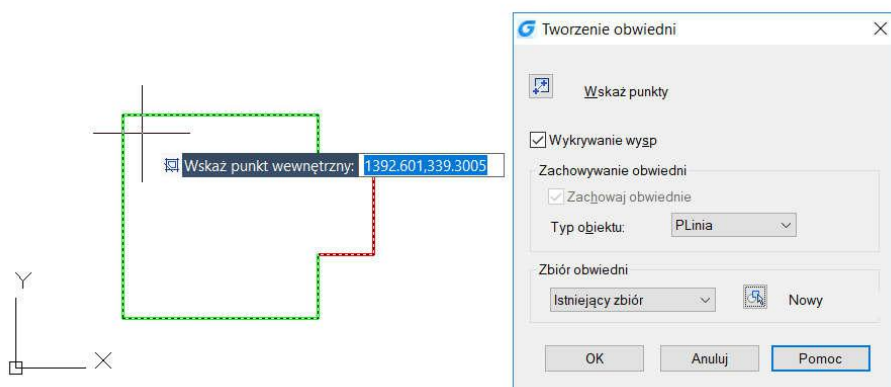 Tworzenie obwiedni
Wskaż punkty
Wykrywanie wysp
Zachowywanie obwiedni
Zachowaj obwiednie
Typ obiektu:
PLinia
Zbiór obwiedni
Istniejący zbiór
Nowy
OK
Anuluj
Pomoc
Wskaż punkt wewnętrzny: 1392.601,339.3005
Y
X